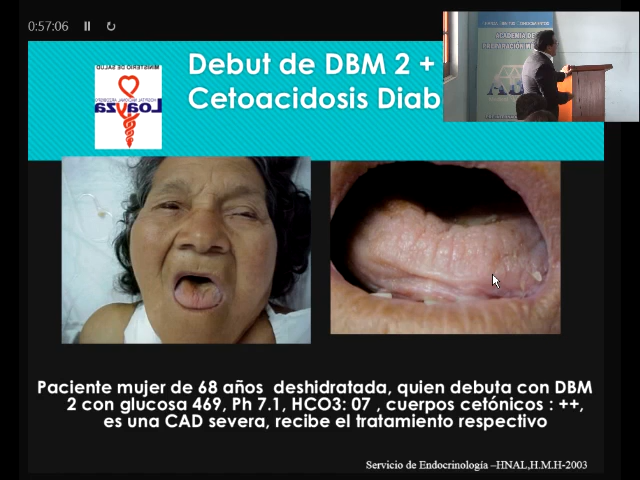 0:57:06
Debut de DBM 2 +
Cetoacidosis Diab
MINISTERIO DE SALUD
Loayza
ACADEMIA DE
Paciente mujer de 68 años deshidratada, quien debuta con DBM
2 con glucosa 469, Ph 7.1, HCO3: 07 , cuerpos cetónicos : ++,
es una CAD severa, recibe el tratamiento respectivo
Servicio de Endocrinología –HNAL,H.M.H-2003